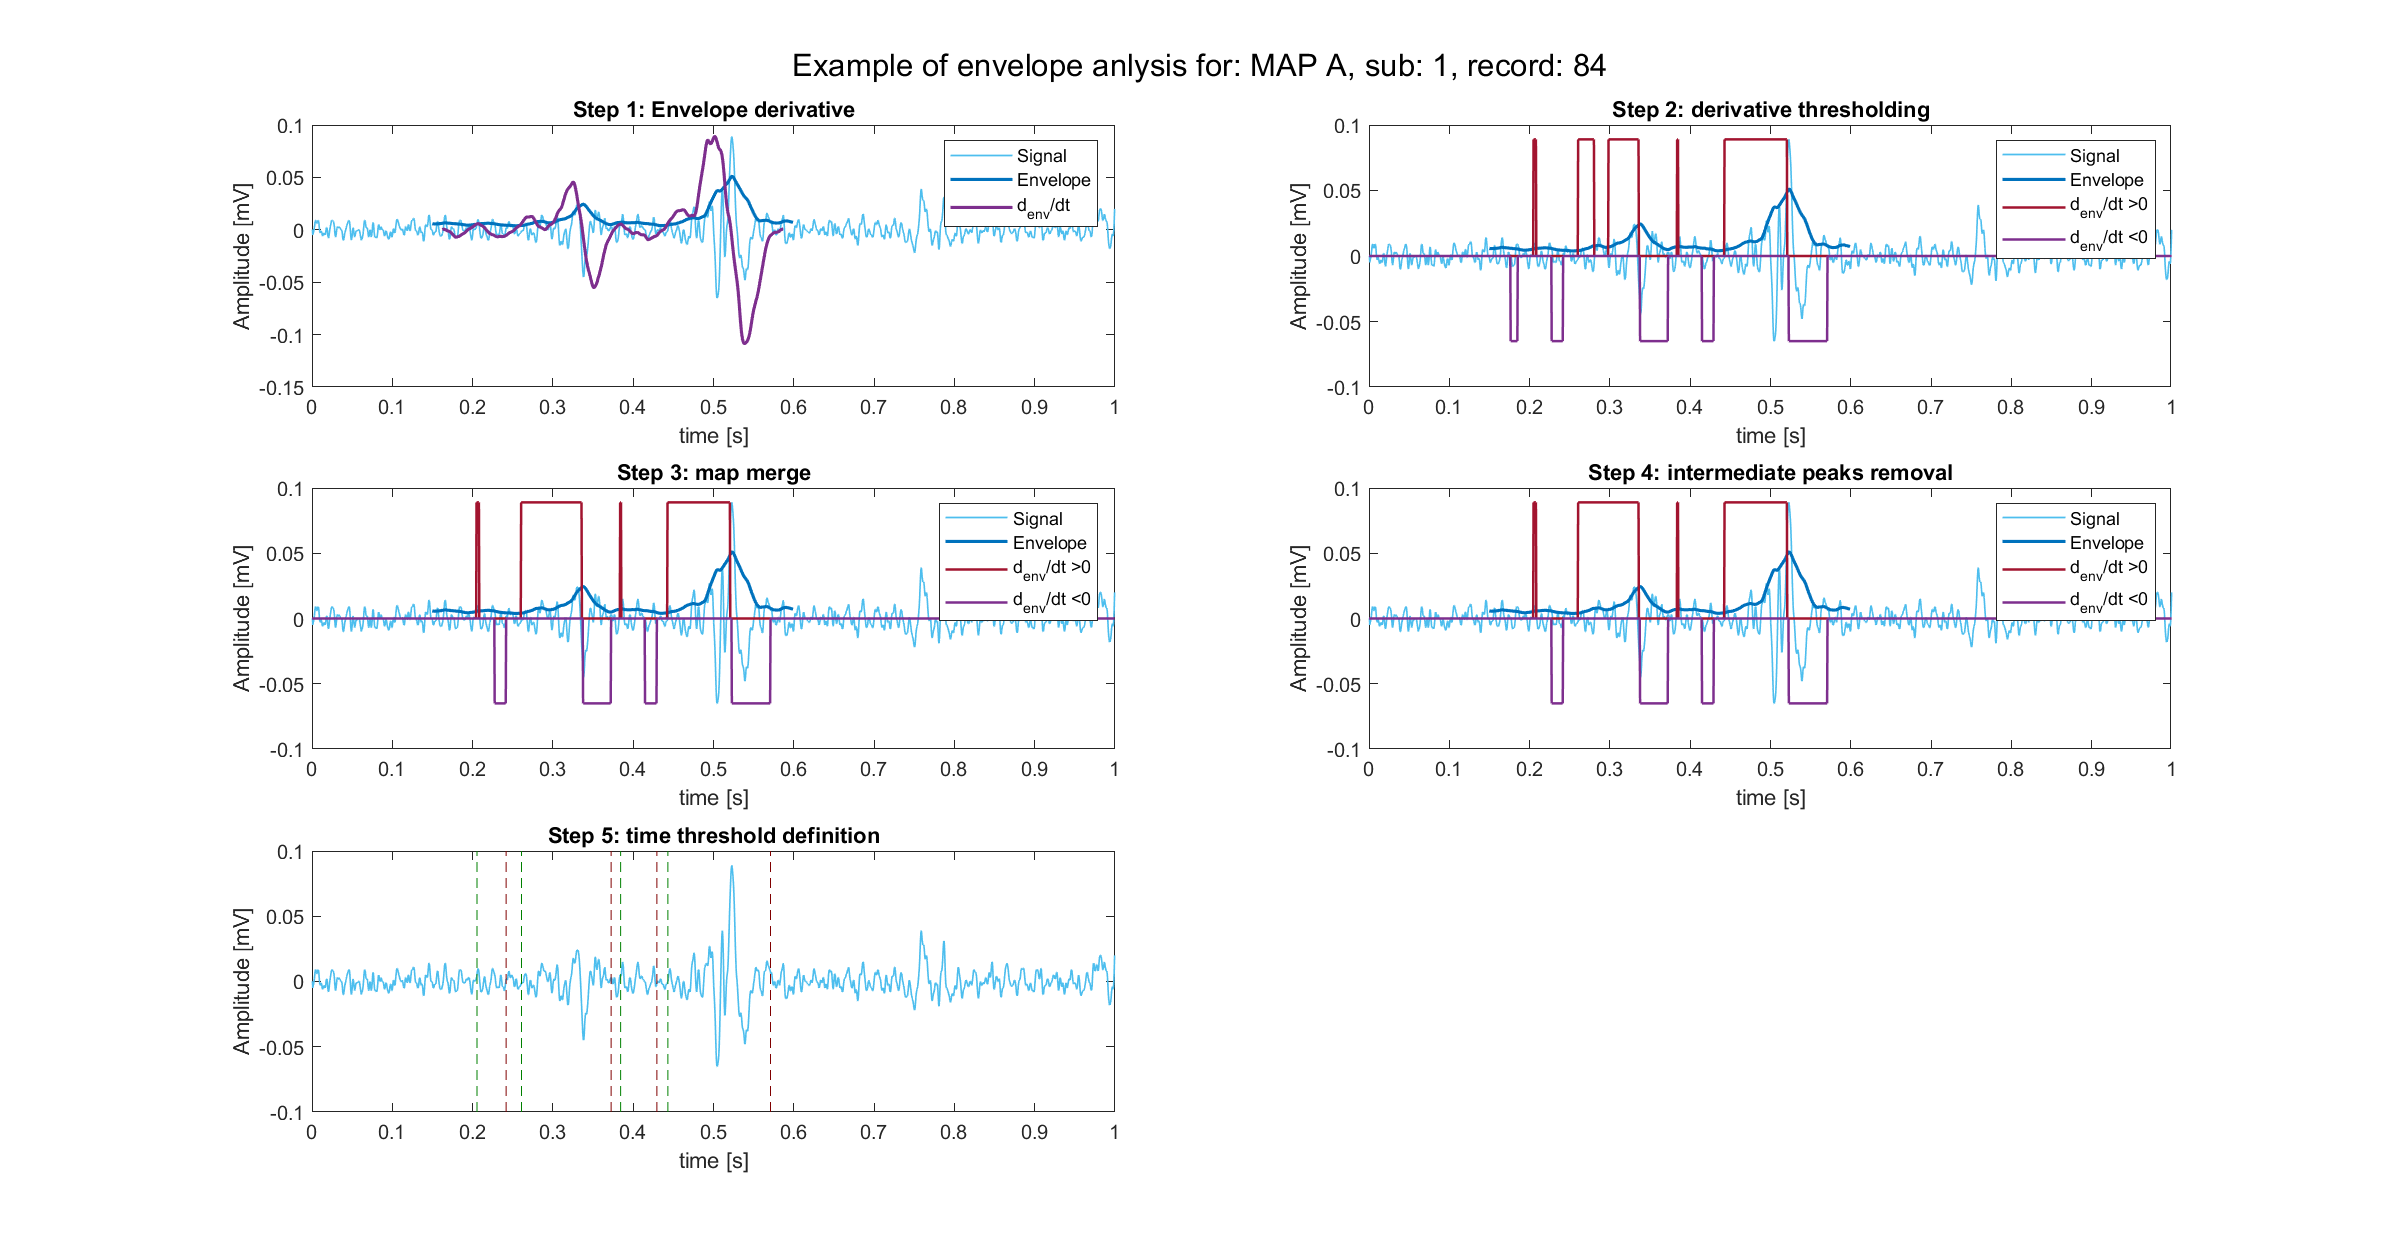 Example of envelope anlysis for: MAP A, sub: 1, record: 84
Step 1: Envelope derivative
0.1
0.05
0
-0.05
-0.1
-0.15
Amplitude [mV]
0 0.1 0.2 0.3 0.4 0.5 0.6 0.7 0.8 0.9 1
time [s]
Signal
Envelope
d_env/dt
Step 2: derivative thresholding
0.1
0.05
0
-0.05
-0.1
Amplitude [mV]
0 0.1 0.2 0.3 0.4 0.5 0.6 0.7 0.8 0.9 1
time [s]
Signal
Envelope
d_env/dt >0
d_env/dt <0
Step 3: map merge
0.1
0.05
0
-0.05
-0.1
Amplitude [mV]
0 0.1 0.2 0.3 0.4 0.5 0.6 0.7 0.8 0.9 1
time [s]
Signal
Envelope
d_env/dt >0
d_env/dt <0
Step 4: intermediate peaks removal
0.1
0.05
0
-0.05
-0.1
Amplitude [mV]
0 0.1 0.2 0.3 0.4 0.5 0.6 0.7 0.8 0.9 1
time [s]
Signal
Envelope
d_env/dt >0
d_env/dt <0
Step 5: time threshold definition
0.1
0.05
0
-0.05
-0.1
Amplitude [mV]
0 0.1 0.2 0.3 0.4 0.5 0.6 0.7 0.8 0.9 1
time [s]